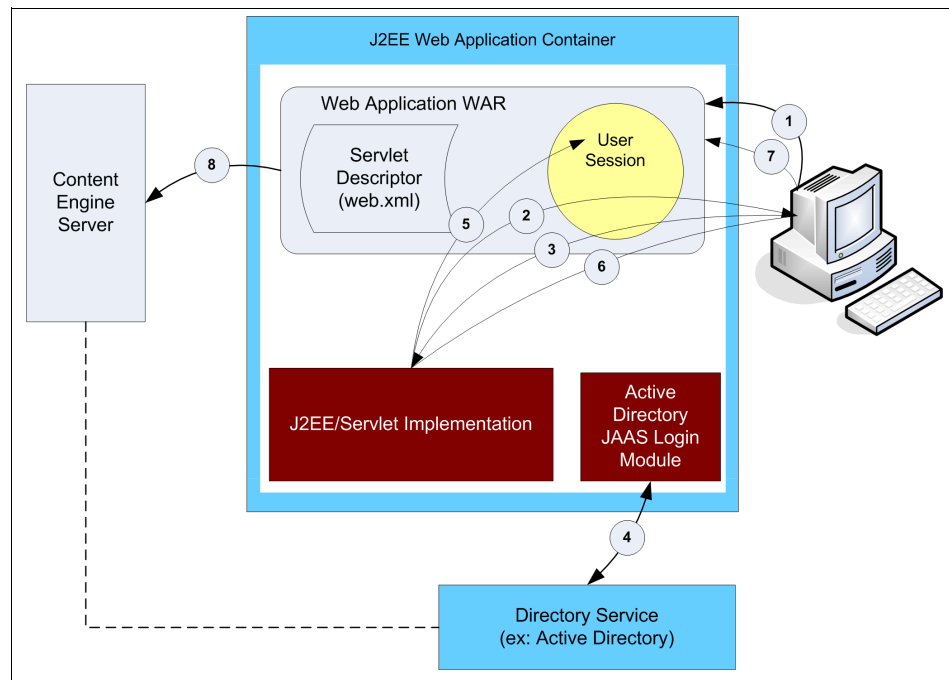 J2EE Web Application Container
Web Application WAR
1
User
Session
7
8
Servlet
Descriptor
(web.xml)
Content
Engine
Server
5
2
3
6
J2EE/Servlet Implementation
Active
Directory
JAAS Login
Module
4
Directory Service
(ex: Active Directory)